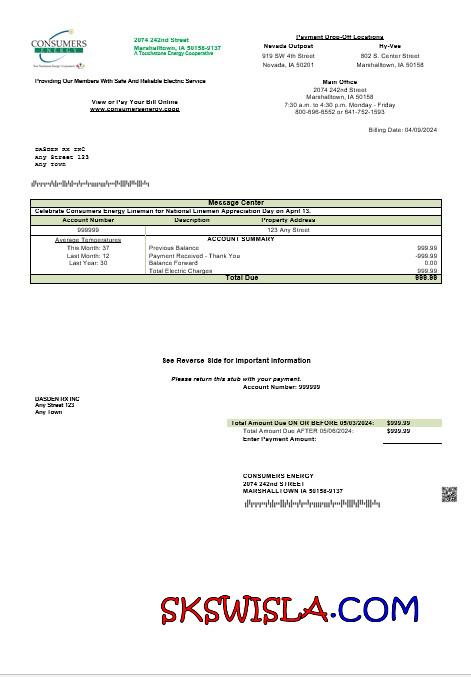 CONSUMERS
ENERGY
2074 242nd Street
Marshalltown, IA 50158-9137
A Touchstone Energy Cooperative
Payment Drop-Off Locations
Nevada Outpost
919 SW 4th Street
Nevada, IA 50201
Hy-Vee
802 S. Center Street
Marshalltown, IA 50158
Providing Our Members With Safe And Reliable Electric Service
View or Pay Your Bill Online
www.consumersenergy.coop
Main Office
2074 242nd Street
Marshalltown, IA 50158
7:30 a.m. to 4:30 p.m. Monday - Friday
800-696-6552 or 641-752-1593
Billing Date: 04/09/2024
DASDEN RX INC
Any Street 123
Any Town
Message Center
Celebrate Consumers Energy Lineman for National Linemen Appreciation Day on April 13.
Account Number Description Property Address
999999 123 Any Street
Average Temperatures
This Month: 37
Last Month: 12
Last Year: 30
ACCOUNT SUMMARY
Previous Balance 999.99
Payment Received - Thank You -999.99
Balance Forward 0.00
Total Electric Charges 999.99
Total Due 999.99
See Reverse Side for Important Information
Please return this stub with your payment.
Account Number: 999999
DASDEN RX INC
Any Street 123
Any Town
Total Amount Due ON OR BEFORE 05/03/2024: $999.99
Total Amount Due AFTER 05/06/2024: $999.99
Enter Payment Amount:
CONSUMERS ENERGY
2074 242nd STREET
MARSHALLTOWN IA 50158-9137
SKSWISLA.COM